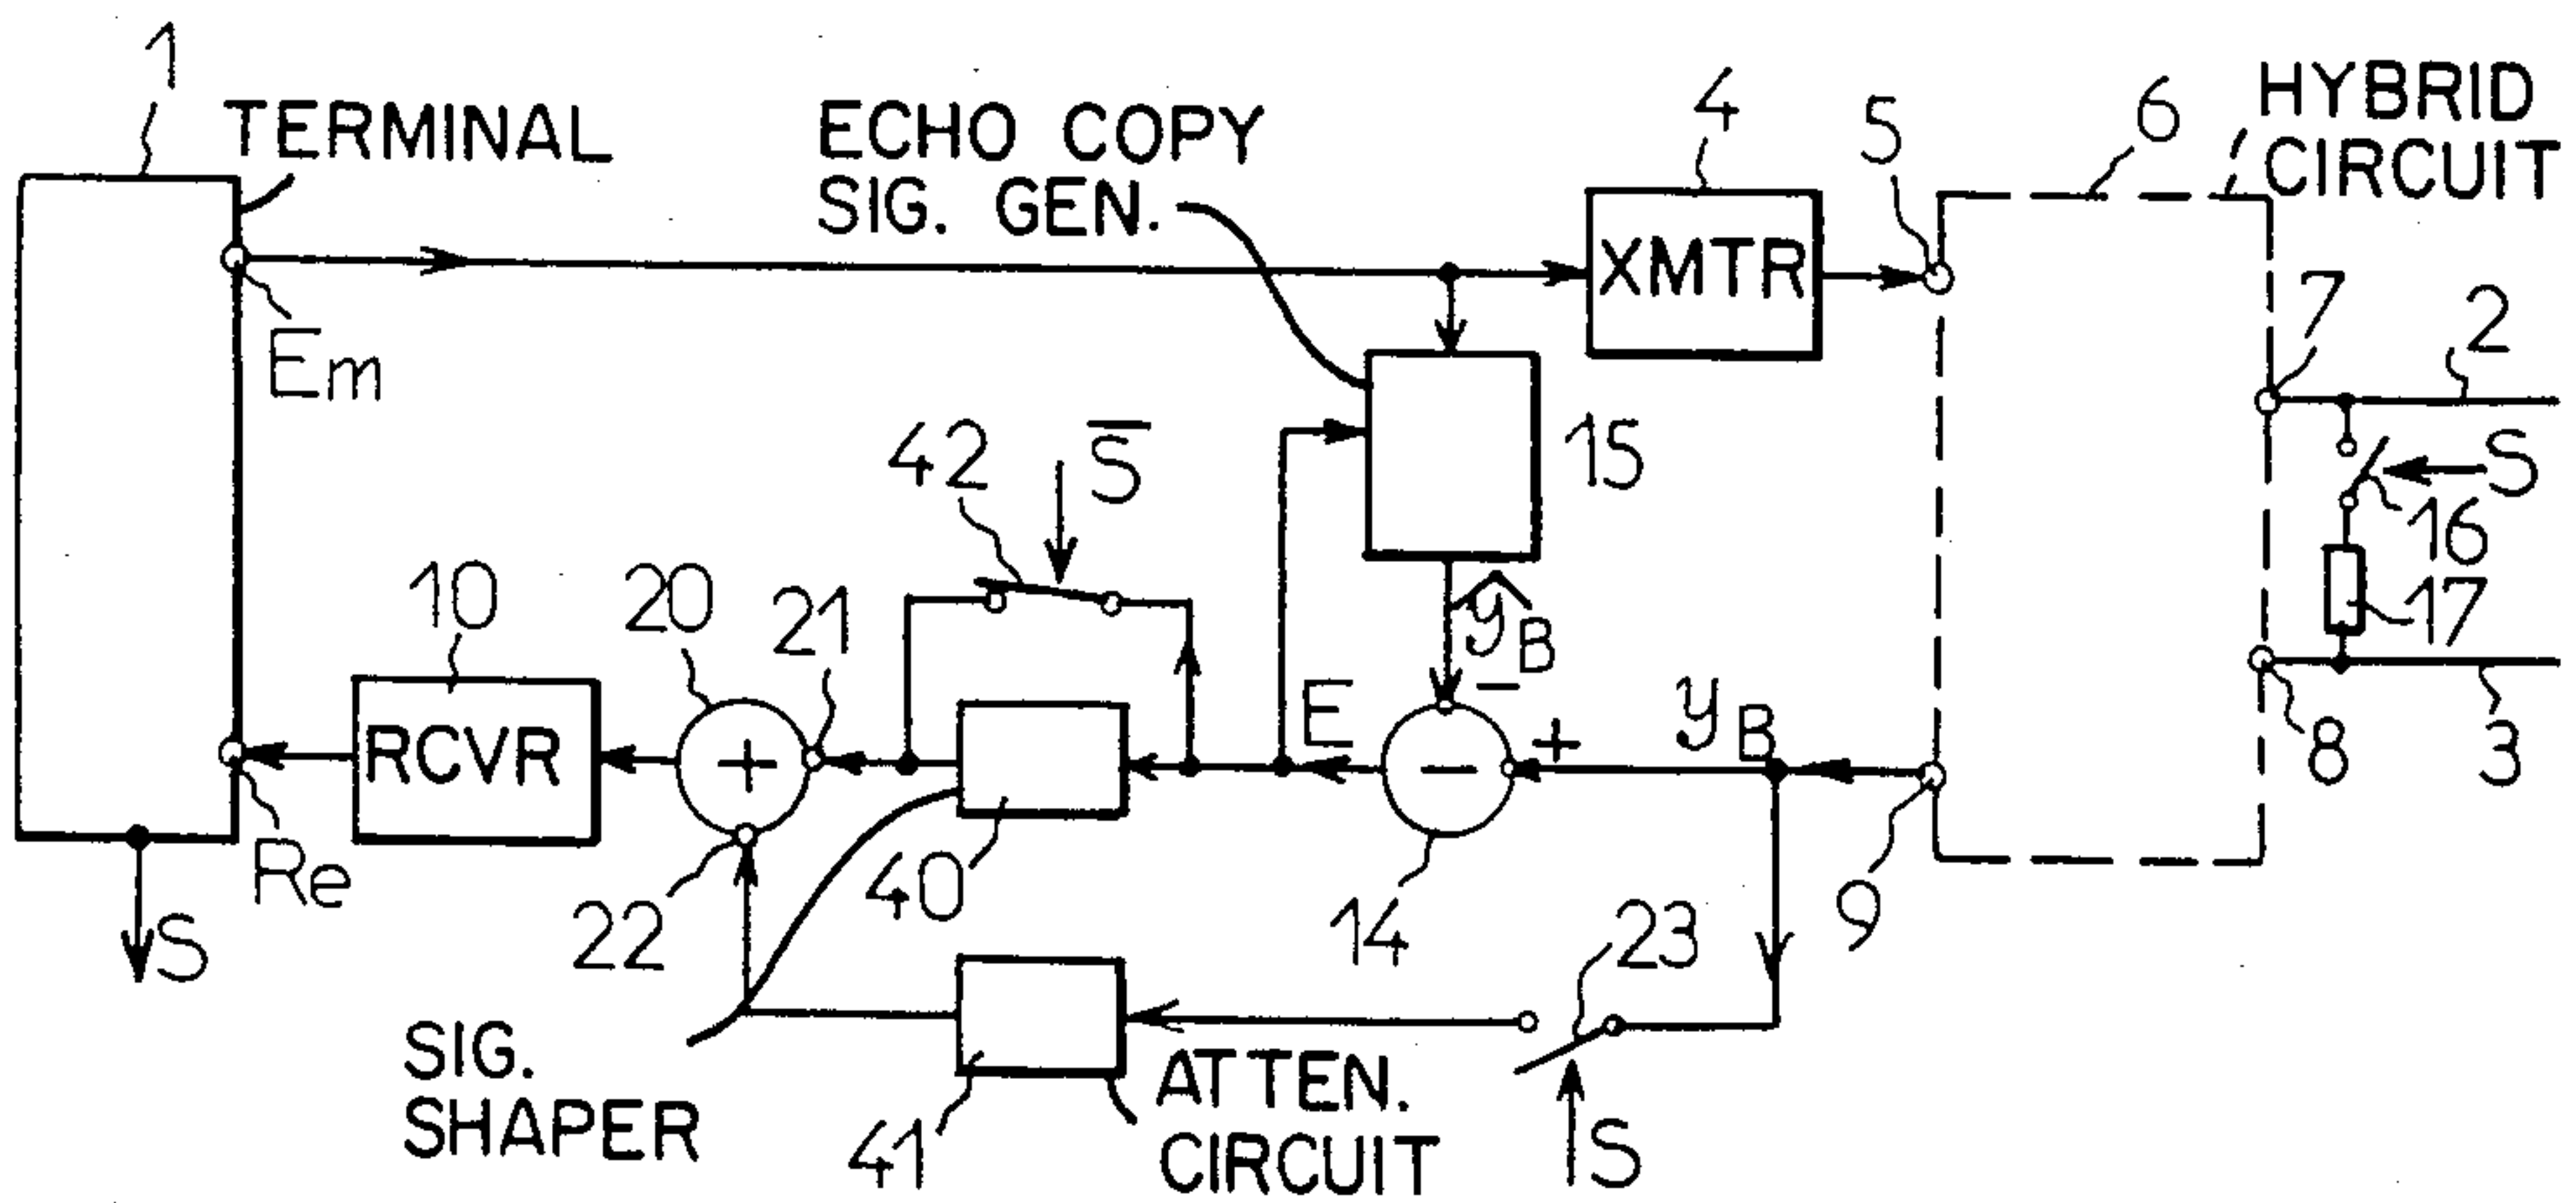 1
TERMINAL
ECHO COPY
SIG. GEN.
4
5
6
HYBRID
CIRCUIT
XMTR
Em
7
2
15
S
16
17
42
S̅
ŷB
10
20
21
RCVR
+
E
−
−
+
yB
8
3
Re
22
40
14
9
S
23
SIG.
SHAPER
41
ATTEN.
CIRCUIT
S